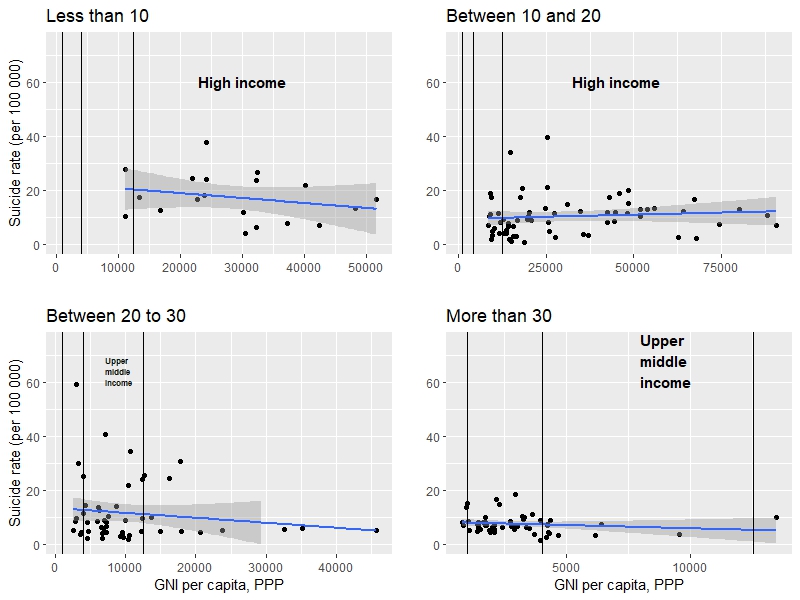 Less than 10
Between 10 and 20
Suicide rate (per 100 000)
60
40
20
0
High income
0
10000
20000
30000
40000
50000
60
40
20
0
High income
0
25000
50000
75000
Between 20 to 30
More than 30
Suicide rate (per 100 000)
60
40
20
0
Upper
middle
income
0
10000
20000
30000
40000
GNI per capita, PPP
60
40
20
0
Upper
middle
income
5000
10000
GNI per capita, PPP